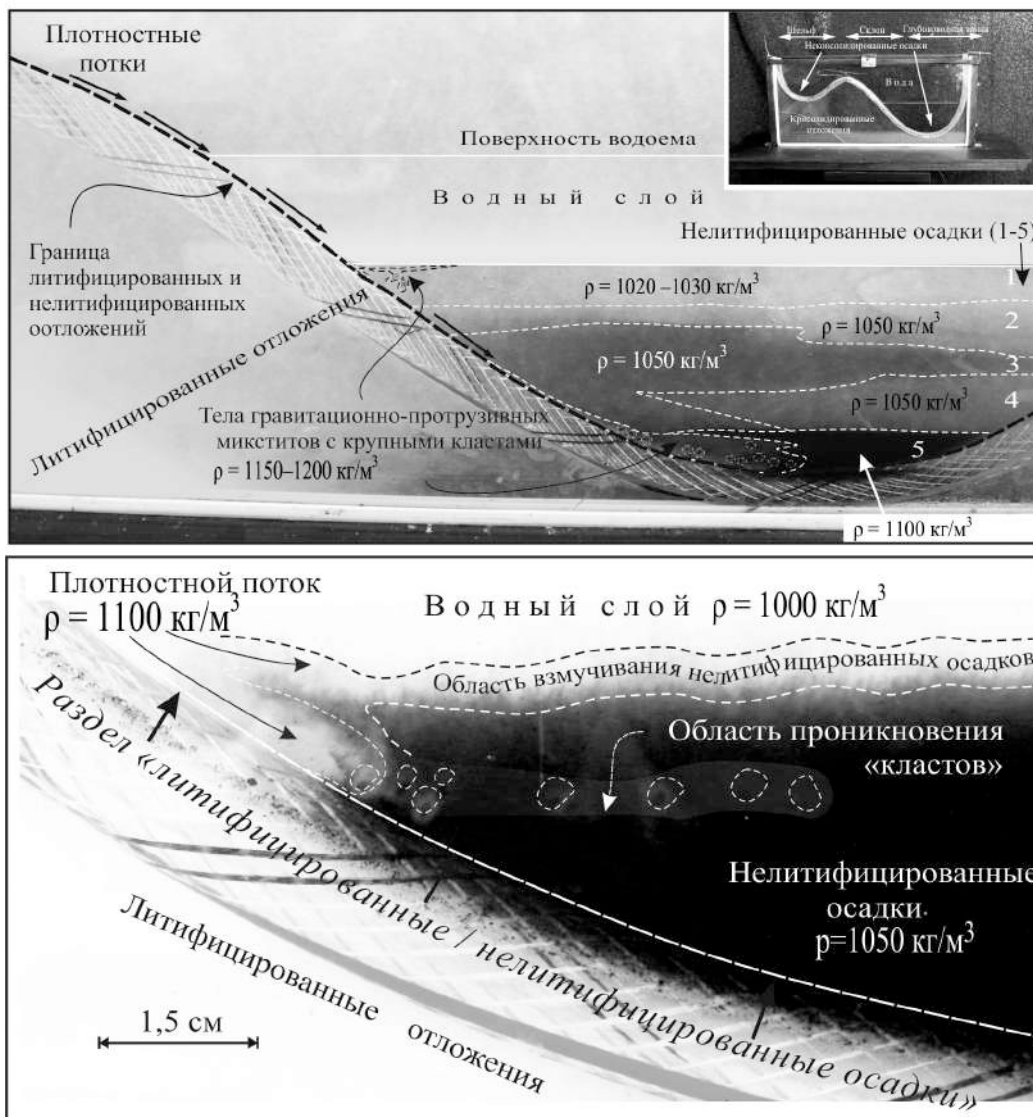 Плотностные
потки
Шельф
Склон
Глубоководная
Неконсолидированные осадки
Вода
отложения
Поверхность водоема
Водный слой
Нелитифицированные осадки (1-5)
Граница
литифицированных и
нелитифицированных
оотложений
1
ρ = 1020 –1030 кг/м³
2
ρ = 1050 кг/м³
ρ = 1050 кг/м³
3
ρ = 1050 кг/м³
4
Литифицированные отложения
Тела гравитационно-протрузивных
микститов с крупными кластами
ρ = 1150–1200 кг/м³
5
ρ = 1100 кг/м³
Плотностной поток
ρ = 1100 кг/м³
Водный слой ρ = 1000 кг/м³
Область взмучивания нелитифицированных осадков
Область проникновения
«кластов»
Раздел «литифицированные / нелитифицированные осадки»
Нелитифицированные
осадки.
p=1050 кг/м³
Литифицированные отложения
1,5 см